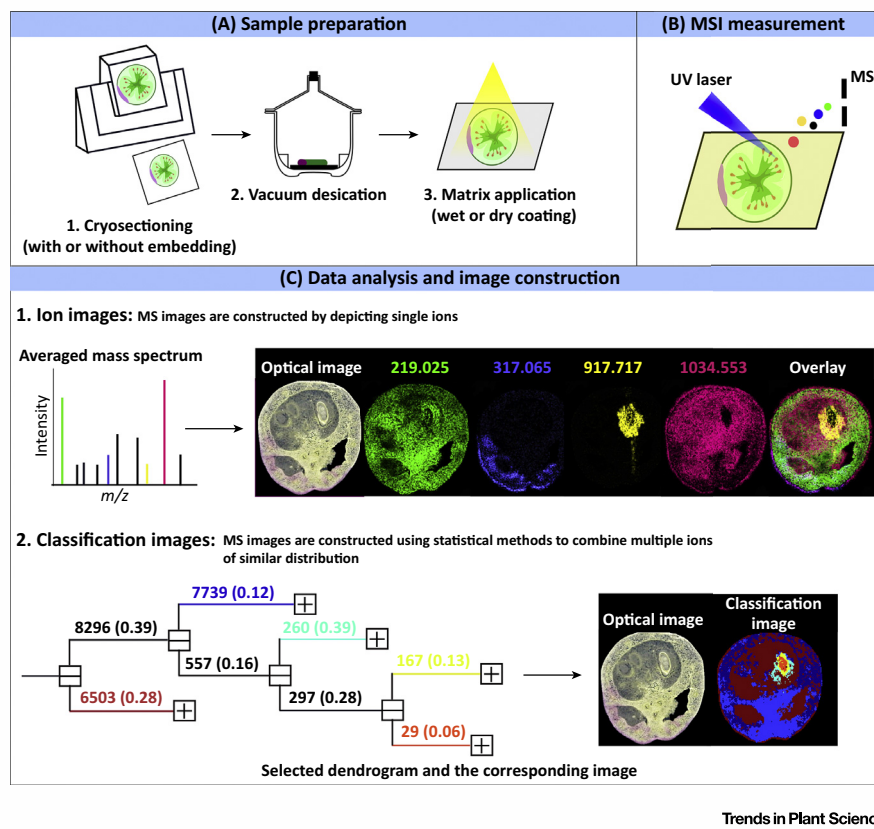 (A) Sample preparation
1. Cryosectioning
(with or without embedding)
2. Vacuum desication
3. Matrix application
(wet or dry coating)
(B) MSI measurement
UV laser
MS
(C) Data analysis and image construction
1. Ion images: MS images are constructed by depicting single ions
Averaged mass spectrum
Intensity
m/z
Optical image
219.025
317.065
917.717
1034.553
Overlay
2. Classification images: MS images are constructed using statistical methods to combine multiple ions
of similar distribution
7739 (0.12)
8296 (0.39)
260 (0.39)
557 (0.16)
167 (0.13)
6503 (0.28)
297 (0.28)
29 (0.06)
Optical image
Classification
image
Selected dendrogram and the corresponding image
Trends in Plant Scienc